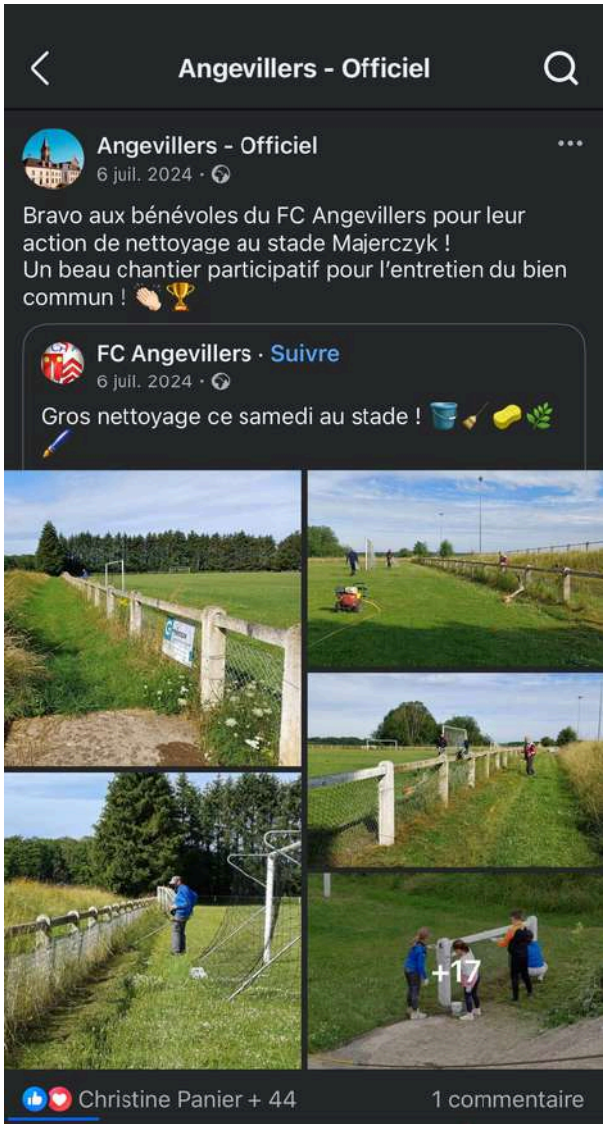 Angevillers - Officiel
Angevillers - Officiel
6 juil. 2024 ·
Bravo aux bénévoles du FC Angevillers pour leur
action de nettoyage au stade Majerczyk !
Un beau chantier participatif pour l'entretien du bien
commun ! 👏🏻🏆
FC Angevillers · Suivre
6 juil. 2024 ·
Gros nettoyage ce samedi au stade ! 🪣🧹🧽🌿
🖌️
+17
Christine Panier + 44
1 commentaire